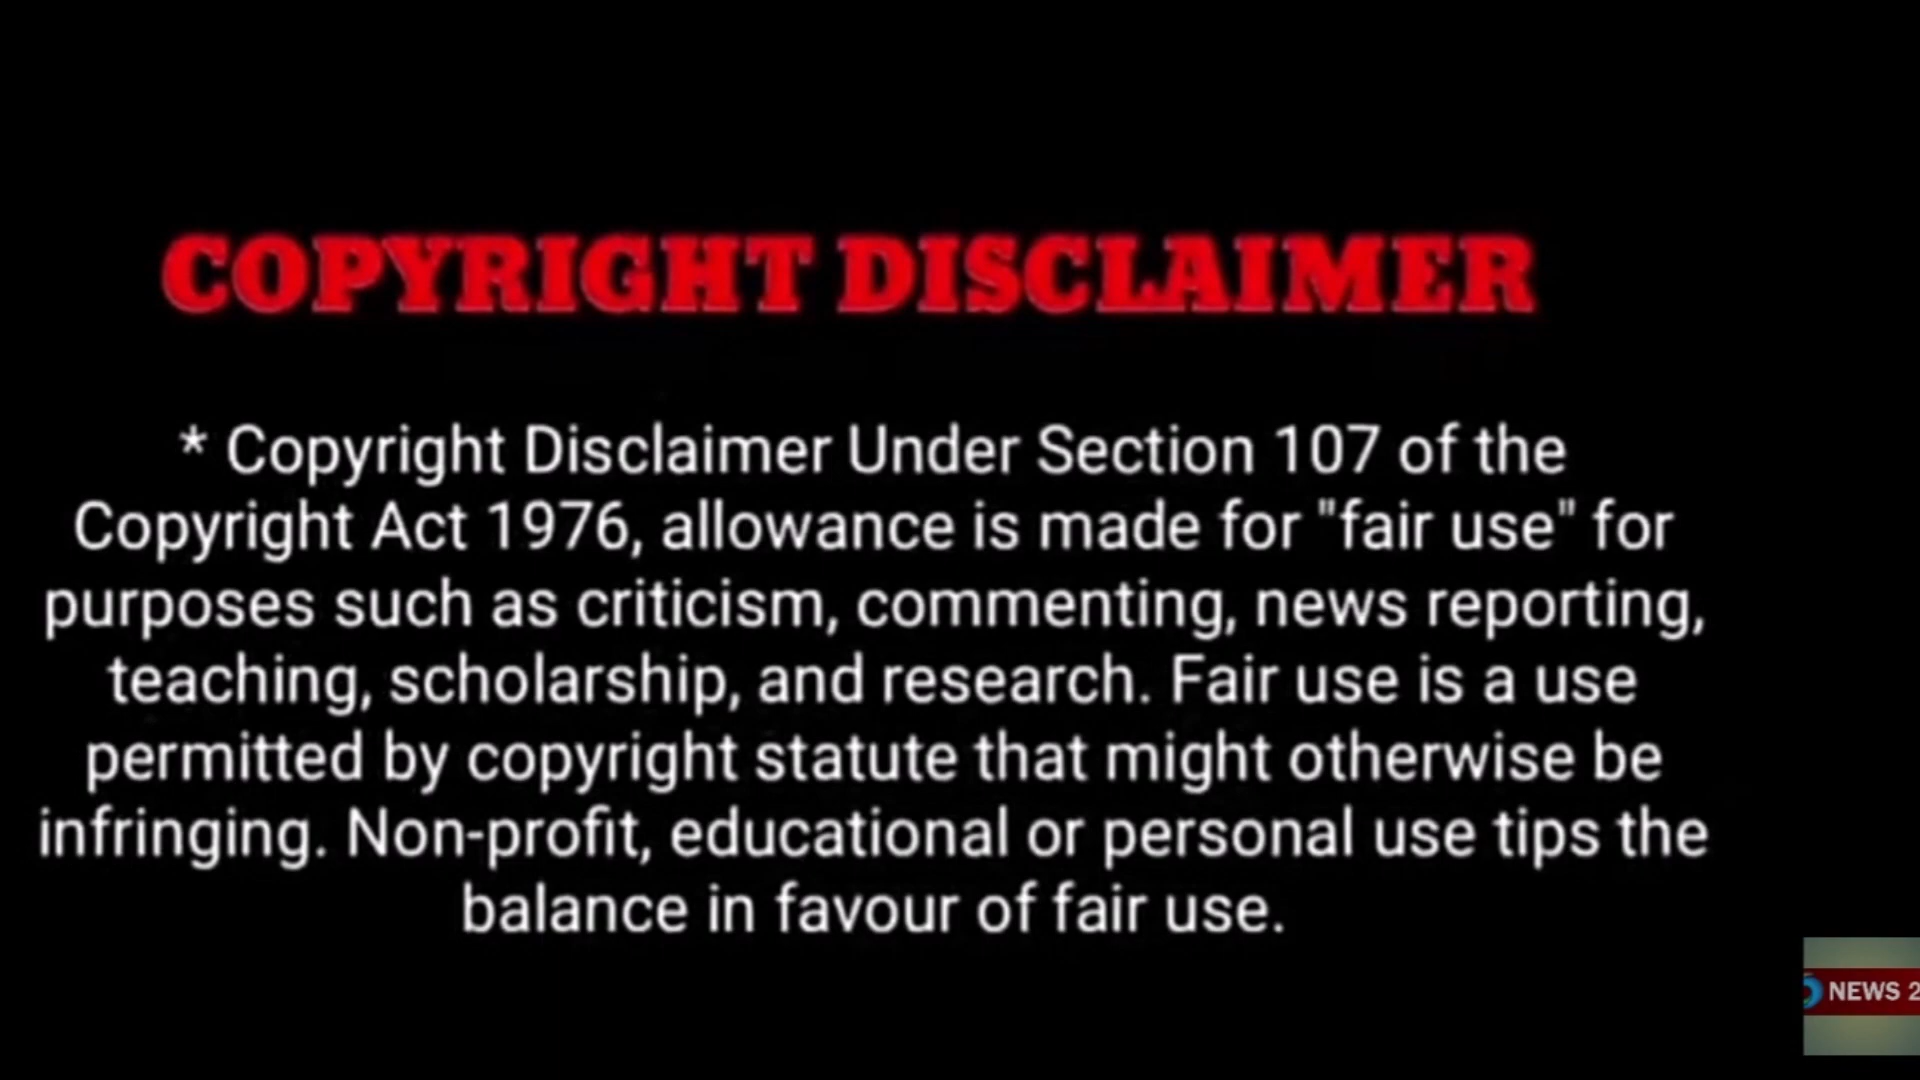 COPYRIGHT DISCLAIMER
* Copyright Disclaimer Under Section 107 of the
Copyright Act 1976, allowance is made for "fair use" for
purposes such as criticism, commenting, news reporting,
teaching, scholarship, and research. Fair use is a use
permitted by copyright statute that might otherwise be
infringing. Non-profit, educational or personal use tips the
balance in favour of fair use.
NEWS 2